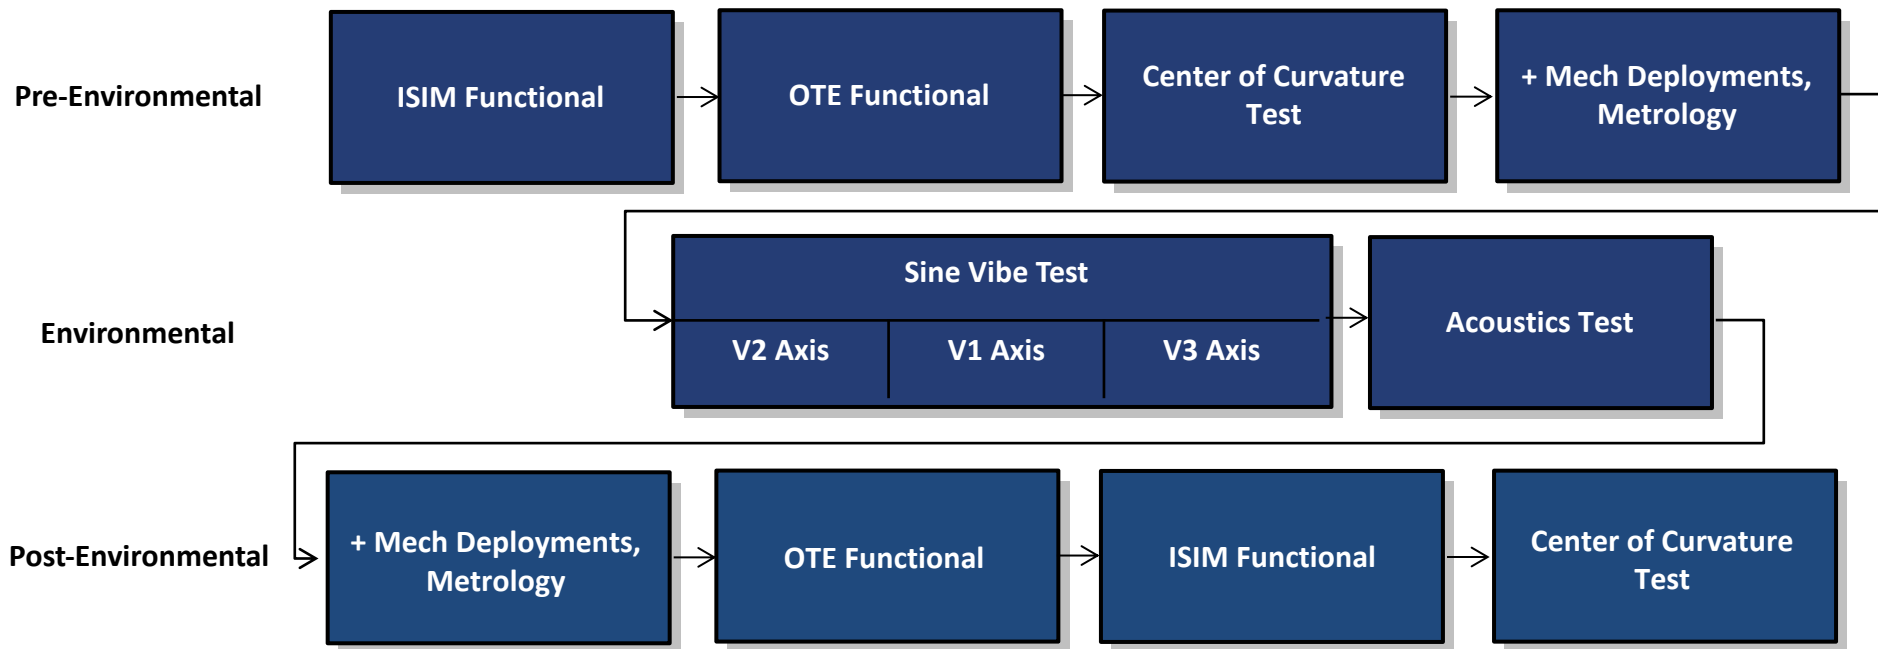 Pre-Environmental
ISIM Functional
OTE Functional
Center of Curvature
Test
+ Mech Deployments,
Metrology
Environmental
Sine Vibe Test
V2 Axis
V1 Axis
V3 Axis
Acoustics Test
Post-Environmental
+ Mech Deployments,
Metrology
OTE Functional
ISIM Functional
Center of Curvature
Test